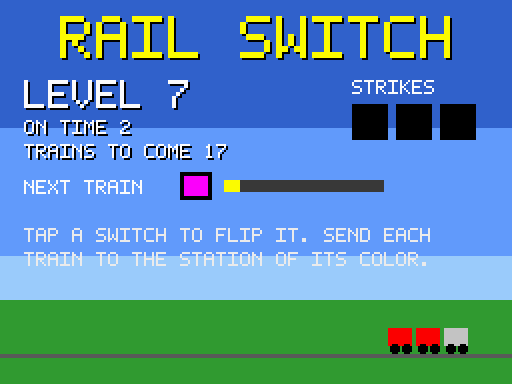 RAIL SWITCH
LEVEL 7
STRIKES
ON TIME 2
TRAINS TO COME 17
NEXT TRAIN
TAP A SWITCH TO FLIP IT. SEND EACH
TRAIN TO THE STATION OF ITS COLOR.